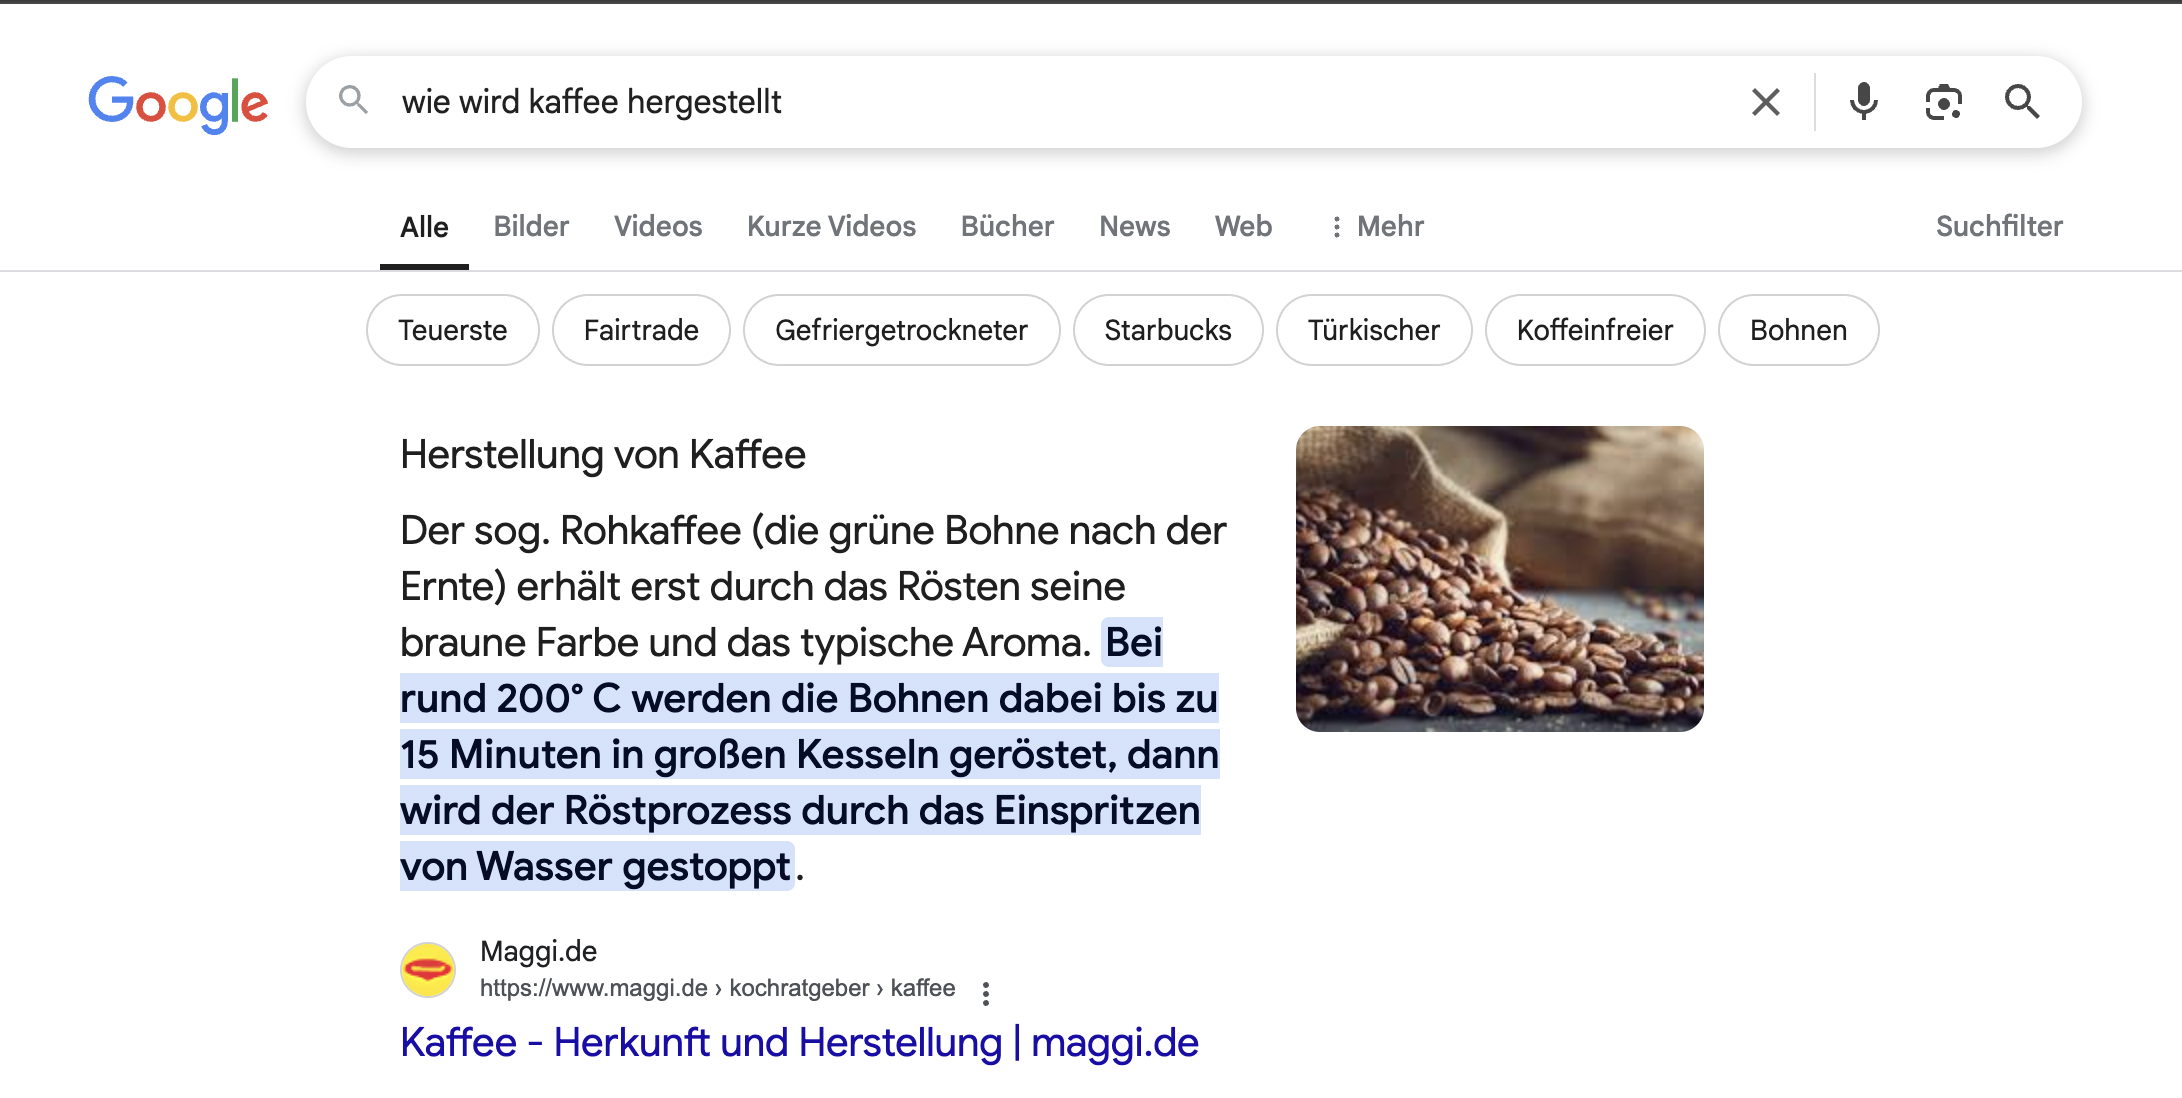 Google
wie wird kaffee hergestellt
Alle Bilder Videos Kurze Videos Bücher News Web Mehr Suchfilter
Teuerste Fairtrade Gefriergetrockneter Starbucks Türkischer Koffeinfreier Bohnen
Herstellung von Kaffee
Der sog. Rohkaffee (die grüne Bohne nach der
Ernte) erhält erst durch das Rösten seine
braune Farbe und das typische Aroma. Bei
rund 200° C werden die Bohnen dabei bis zu
15 Minuten in großen Kesseln geröstet, dann
wird der Röstprozess durch das Einspritzen
von Wasser gestoppt.
Maggi.de
https://www.maggi.de › kochratgeber › kaffee
Kaffee - Herkunft und Herstellung | maggi.de